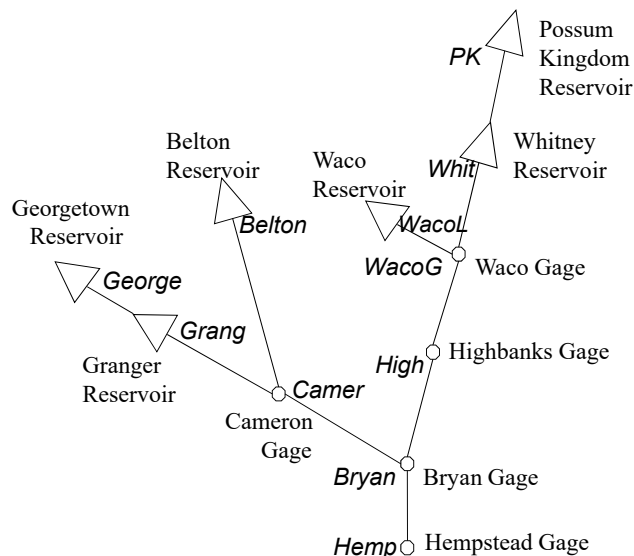 Possum
Kingdom
Reservoir
PK
Belton
Reservoir
Waco
Reservoir
Whitney
Reservoir
Whit
Georgetown
Reservoir
Belton
WacoL
WacoG
Waco Gage
George
Grang
Granger
Reservoir
High
Highbanks Gage
Camer
Cameron
Gage
Bryan
Bryan Gage
Hemp
Hempstead Gage